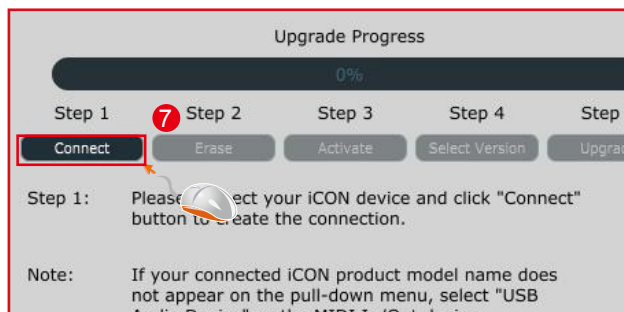 Upgrade Progress
0%
Step 1 Step 2 Step 3 Step 4 Step
7
Connect Erase Activate Select Version
Step 1: Please your iCON device and click "Connect"
button to create the connection.
Note: If your connected iCON product model name does
not appear on the pull-down menu, select "USB